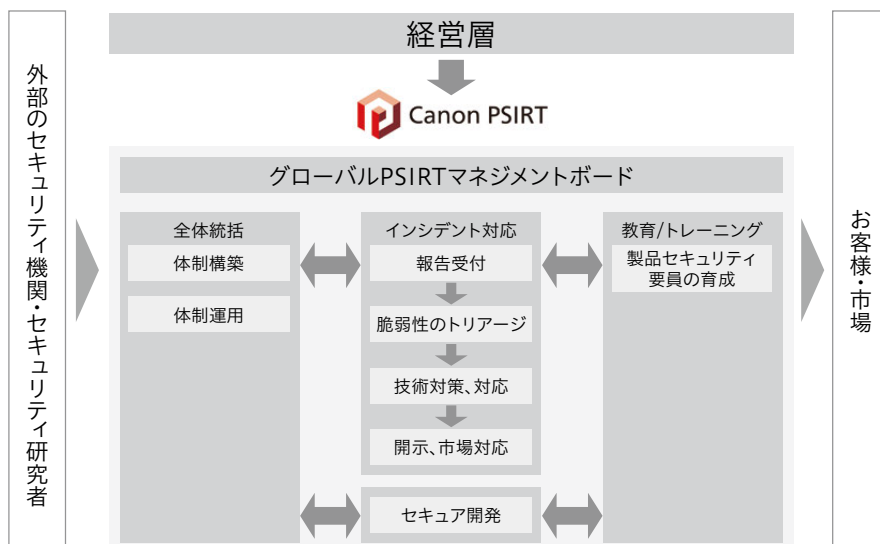 経営層
Canon PSIRT
外部のセキュリティ機関・セキュリティ研究者
グローバルPSIRTマネジメントボード
全体統括
体制構築
体制運用
インシデント対応
報告受付
脆弱性のトリアージ
技術対策、対応
開示、市場対応
セキュア開発
教育/トレーニング
製品セキュリティ
要員の育成
お客様・市場